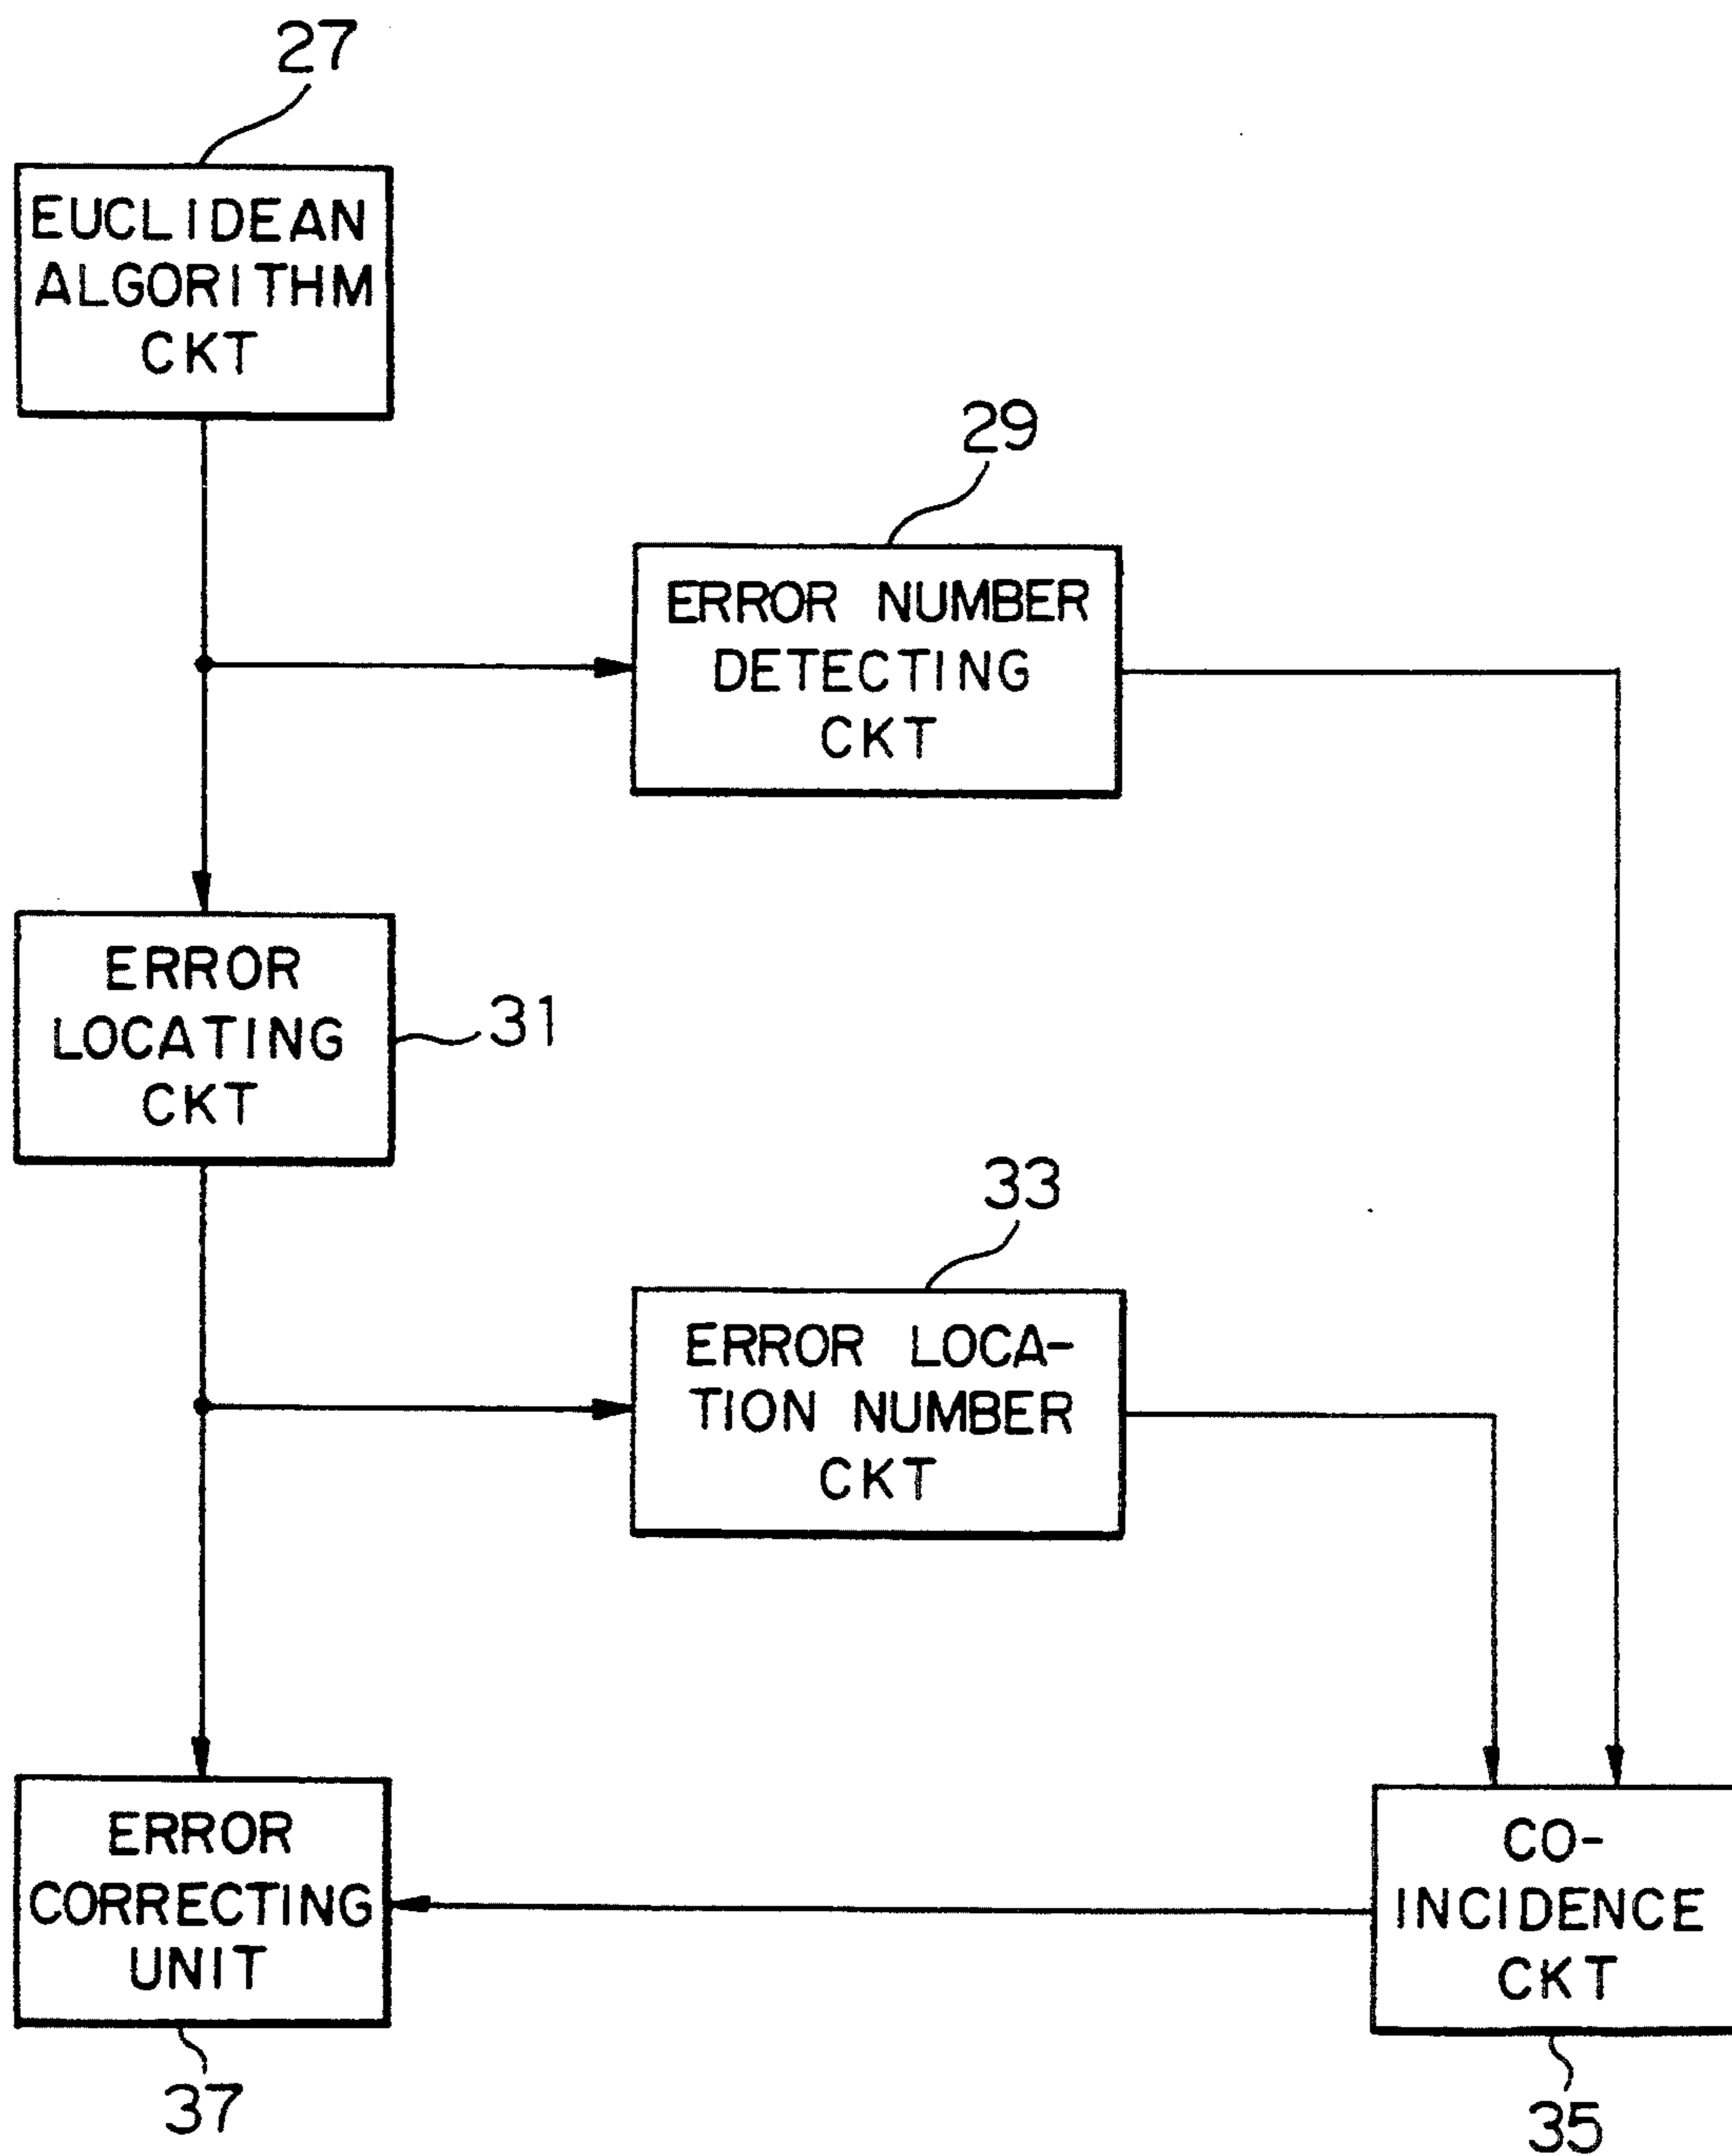 27
EUCLIDEAN
ALGORITHM
CKT
29
ERROR NUMBER
DETECTING
CKT
ERROR
LOCATING
CKT
31
33
ERROR LOCA-
TION NUMBER
CKT
ERROR
CORRECTING
UNIT
37
CO-
INCIDENCE
CKT
35